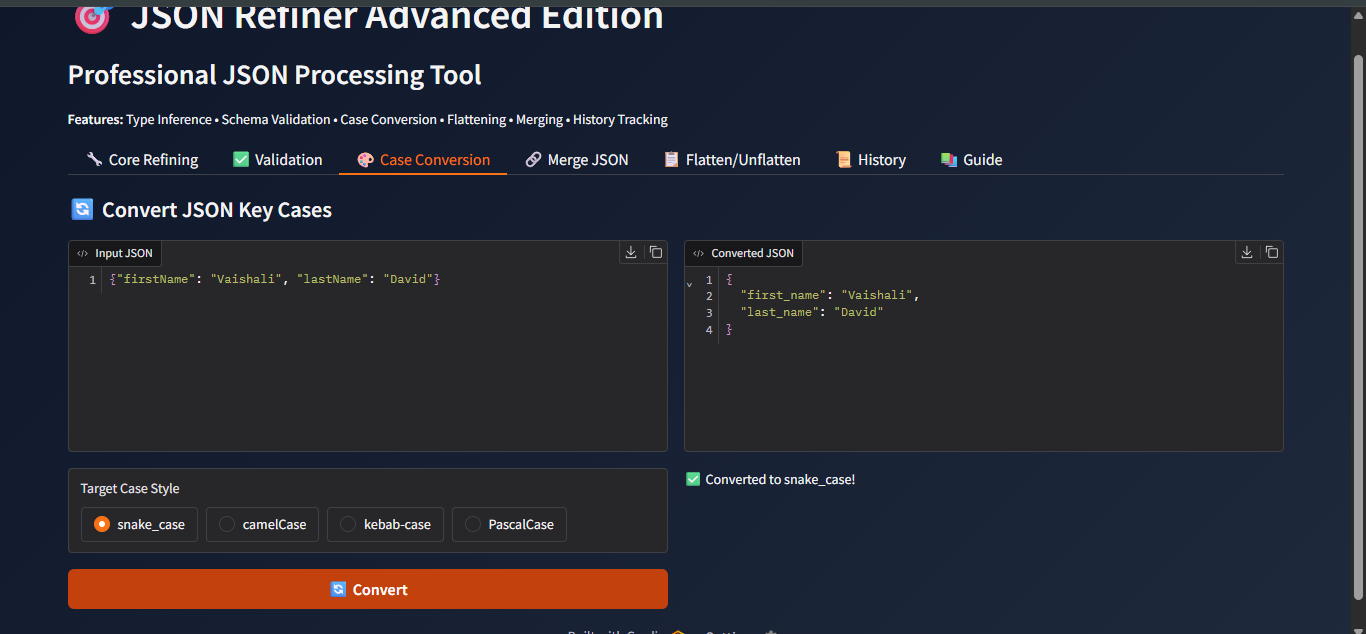 JSON Refiner Advanced Edition
Professional JSON Processing Tool
Features: Type Inference • Schema Validation • Case Conversion • Flattening • Merging • History Tracking
Core Refining Validation Case Conversion Merge JSON Flatten/Unflatten History Guide
Convert JSON Key Cases
</> Input JSON
1 {"firstName": "Vaishali", "lastName": "David"}
</> Converted JSON
1 {
2 "first_name": "Vaishali",
3 "last_name": "David"
4 }
Target Case Style
snake_case camelCase kebab-case PascalCase
Converted to snake_case!
Convert